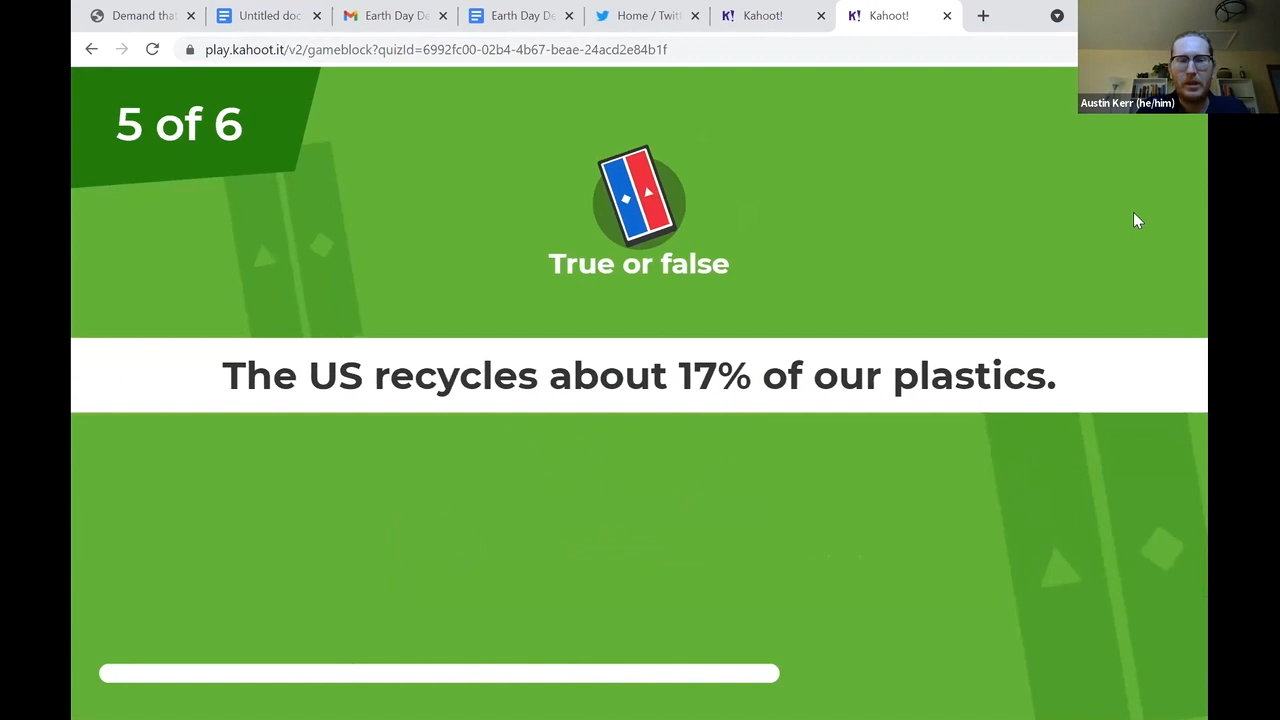 Demand that
Untitled doc
Earth Day De
Earth Day De
Home / Twit
K! Kahoot!
K! Kahoot!
play.kahoot.it/v2/gameblock?quizId=6992fc00-02b4-4b67-beae-24acd2e84b1f
Austin Kerr (he/him)
5 of 6
True or false
The US recycles about 17% of our plastics.